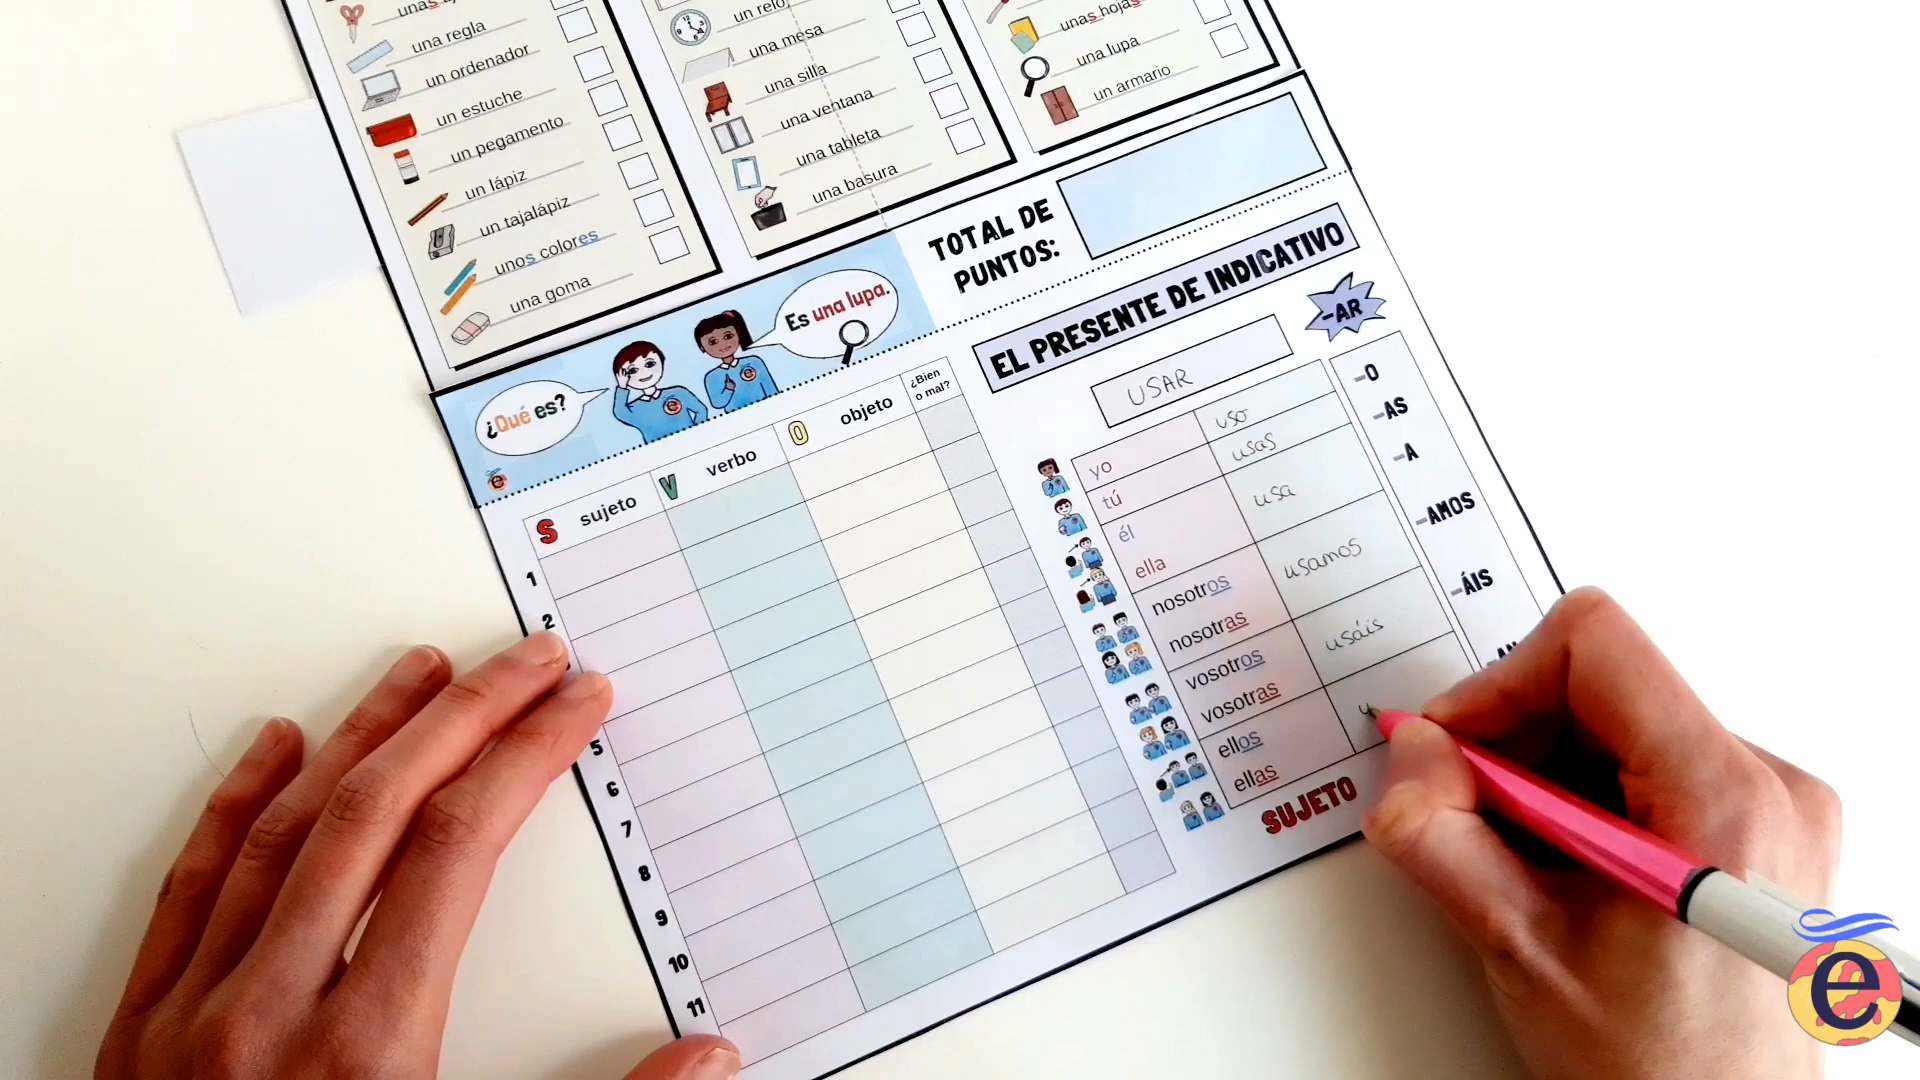 una regla
un ordenador
un estuche
un pegamento
un lápiz
un tajalápiz
unos colores
una goma
una mesa
una silla
una ventana
una tableta
una basura
unas hojas
una lupa
un armario
TOTAL DE
PUNTOS:
¿Qué es?
Es una lupa.
S sujeto
V verbo
O objeto
¿Bien
o mal?
1
2
5
6
7
8
9
10
11
EL PRESENTE DE INDICATIVO
-AR
USAR
yo uso -O
tú usas -AS
él usa -A
ella
nosotros usamos -AMOS
nosotras
vosotros usáis -ÁIS
vosotras
ellos
ellas
SUJETO
e